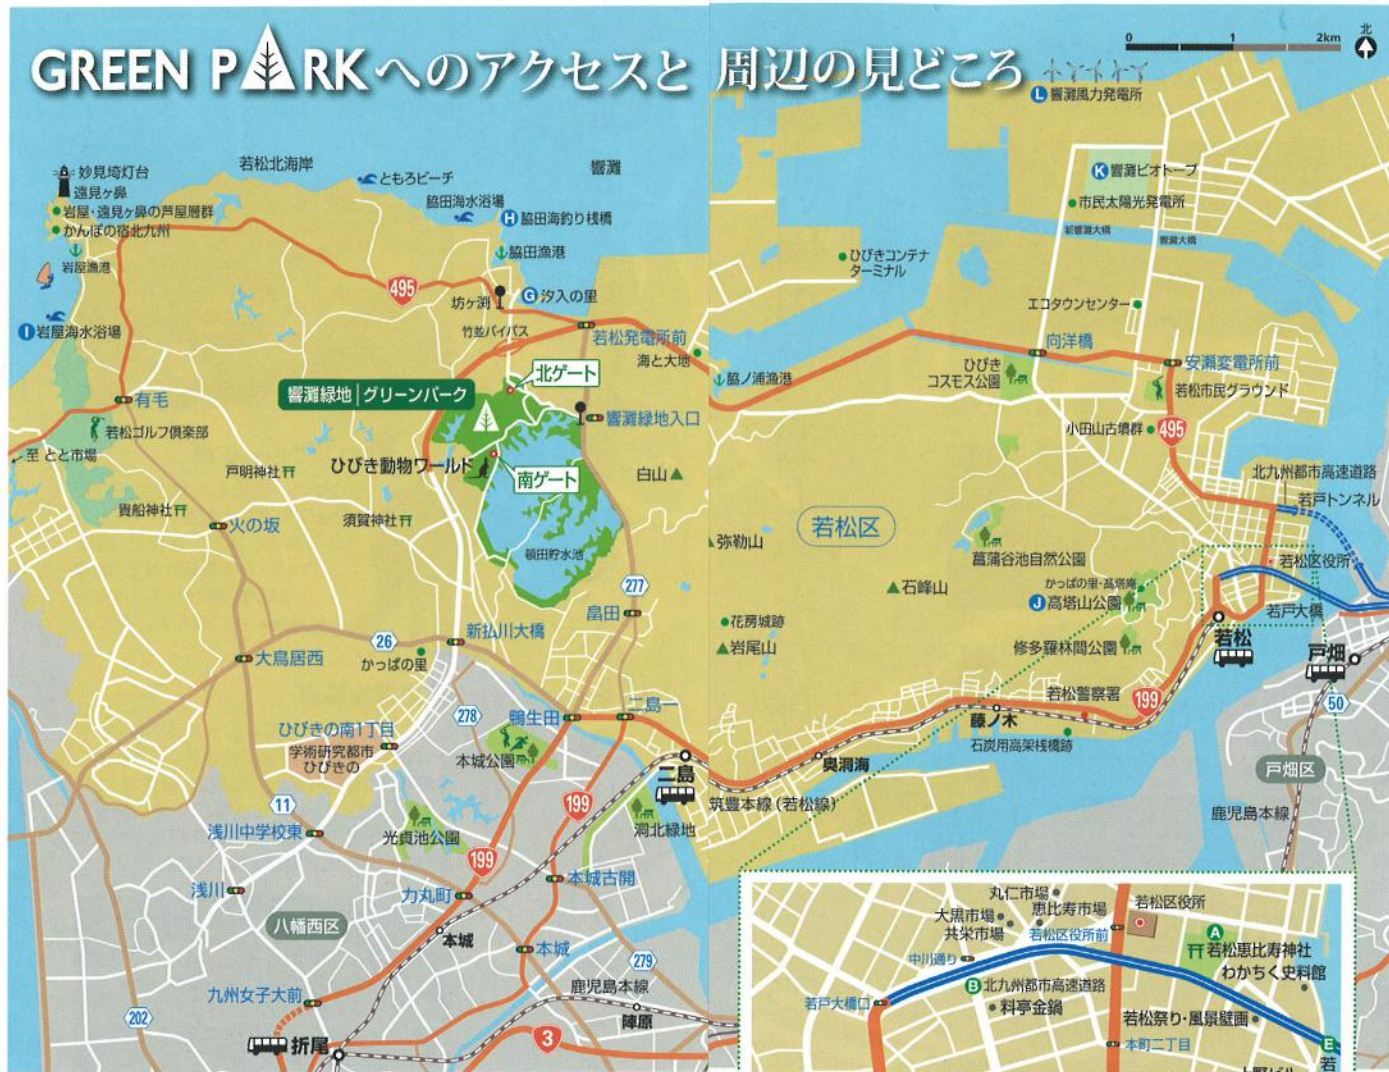 GREEN PARKへのアクセスと 周辺の見どころ
0 1 2km
北
L 響灘風力発電所
妙見埼灯台
遠見ヶ鼻
岩屋・遠見ヶ鼻の芦屋層群
かんぽの宿北九州
岩屋漁港
若松北海岸
ともろビーチ
響灘
脇田海水浴場
H 脇田海釣り桟橋
脇田漁港
K 響灘ビオトープ
市民太陽光発電所
新響灘大橋
響灘大橋
ひびきコンテナ
ターミナル
495
坊ヶ渕
G 汐入の里
エコタウンセンター
I 岩屋海水浴場
竹並バイパス
若松発電所前
海と大地
向洋橋
安瀬変電所前
脇ノ浦漁港
ひびき
コスモス公園
若松市民グラウンド
北ゲート
響灘緑地 | グリーンパーク
有毛
若松ゴルフ倶楽部
響灘緑地入口
小田山古墳群
495
至 とと市場
戸明神社
ひびき動物ワールド
南ゲート
白山
北九州都市高速道路
若戸トンネル
貴船神社
須賀神社
火の坂
若松区
弥勒山
頓田貯水池
菖蒲谷池自然公園
若松区役所
277
石峰山
かっぱの里・高塔庵
J 高塔山公園
若戸大橋
畠田
花房城跡
岩尾山
修多羅林間公園
若松
戸畑
26
新払川大橋
大鳥居西
かっぱの里
若松警察署
199
50
藤ノ木
278
鴨生田
二島一
ひびきの南1丁目
学術研究都市
ひびきの
本城公園
石炭用高架桟橋跡
二島
奥洞海
戸畑区
11
199
筑豊本線(若松線)
鹿児島本線
浅川中学校東
光貞池公園
洞北緑地
199
浅川
力丸町
本城古開
八幡西区
本城
本城
279
鹿児島本線
陣原
九州女子大前
202
折尾
3
丸仁市場
大黒市場
恵比寿市場
共栄市場
若松区役所
若松区役所前
A
若松恵比寿神社
わかちく史料館
中川通り
B 北九州都市高速道路
若戸大橋口
料亭金鍋
若松祭り・風景壁画
本町二丁目
E
若